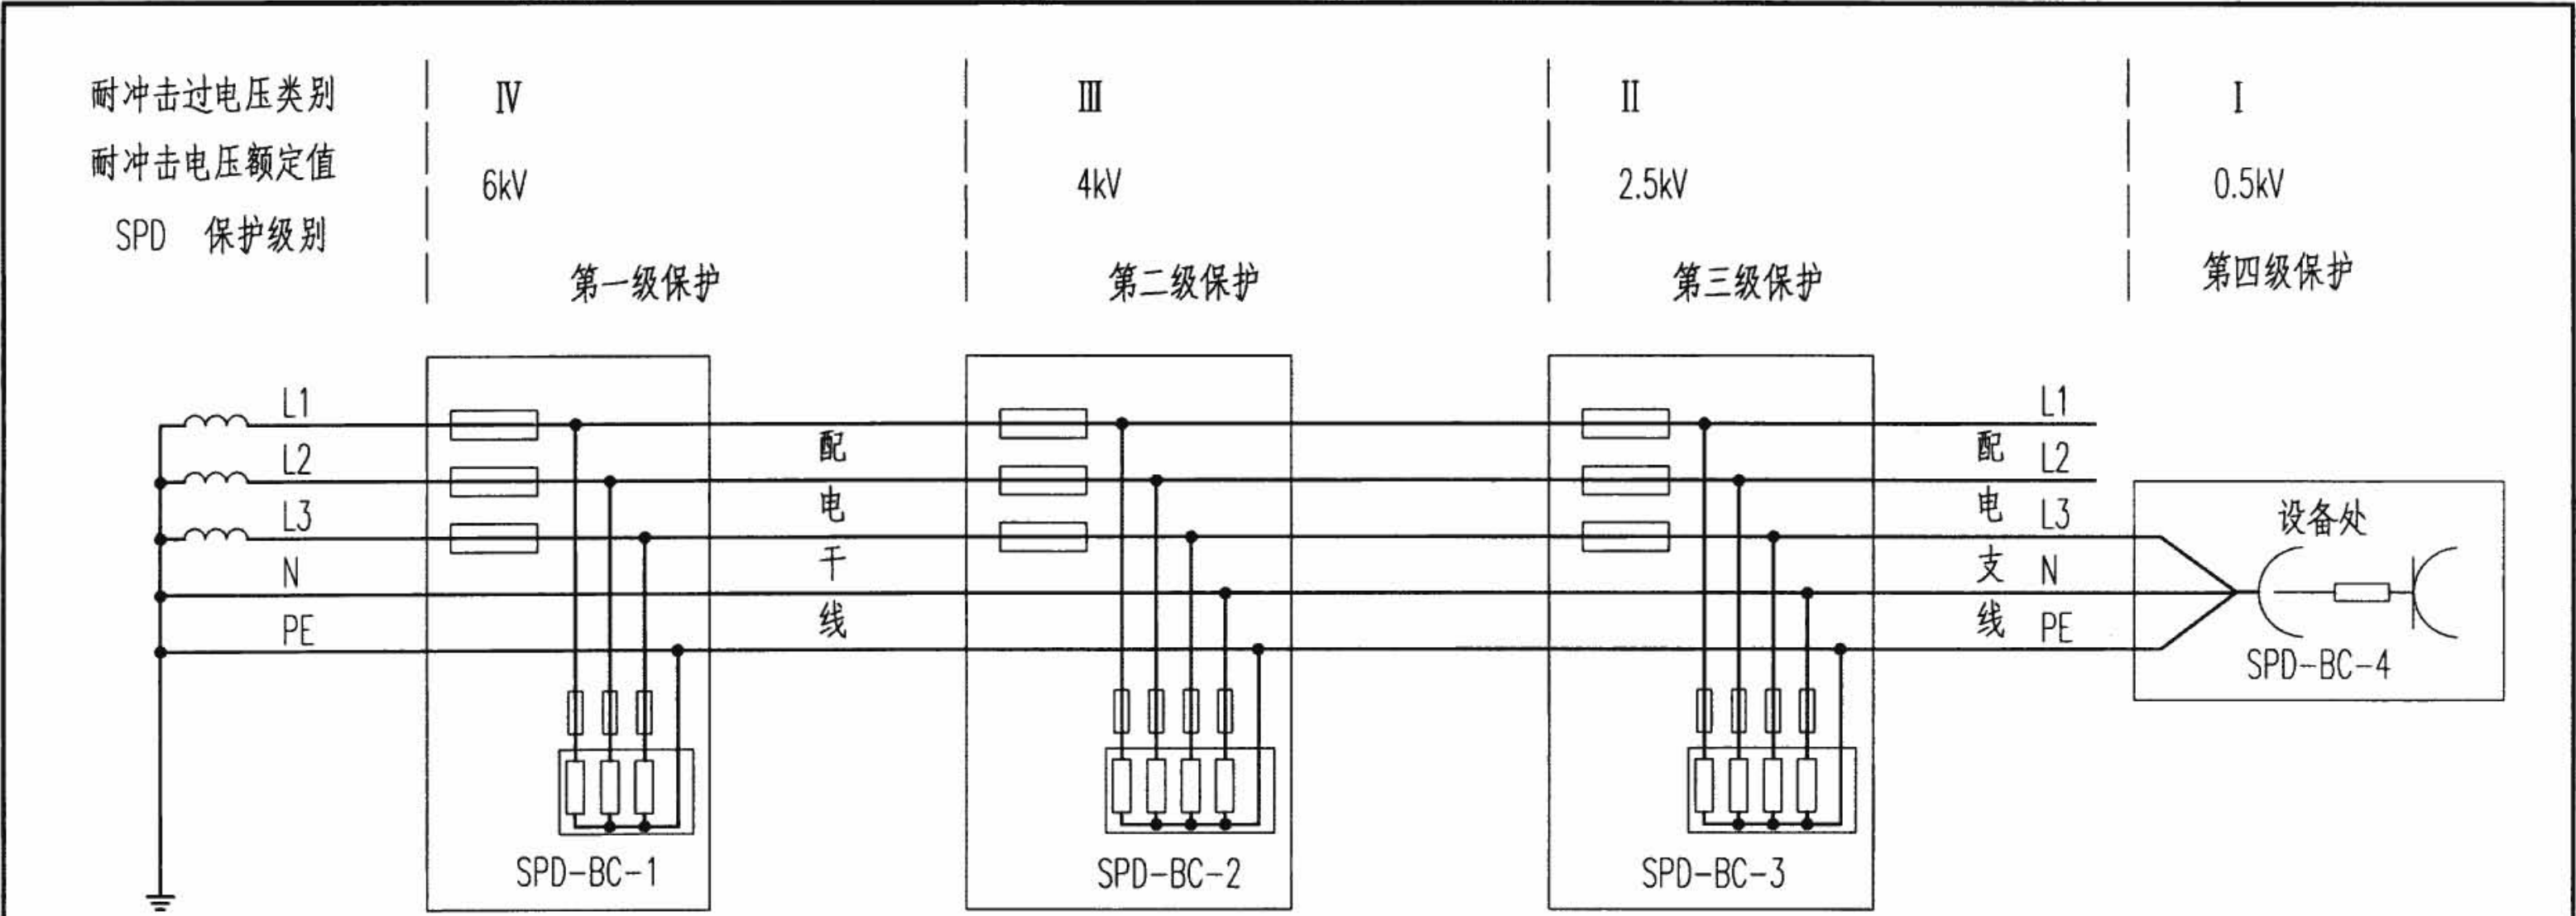 耐冲击过电压类别 Ⅳ Ⅲ Ⅱ Ⅰ
耐冲击电压额定值 6kV 4kV 2.5kV 0.5kV
SPD 保护级别
第一级保护 第二级保护 第三级保护 第四级保护
L1
L2
L3
N
PE
配电干线
配电支线
L1
L2
L3
N
PE
设备处
SPD-BC-4
SPD-BC-1 SPD-BC-2 SPD-BC-3